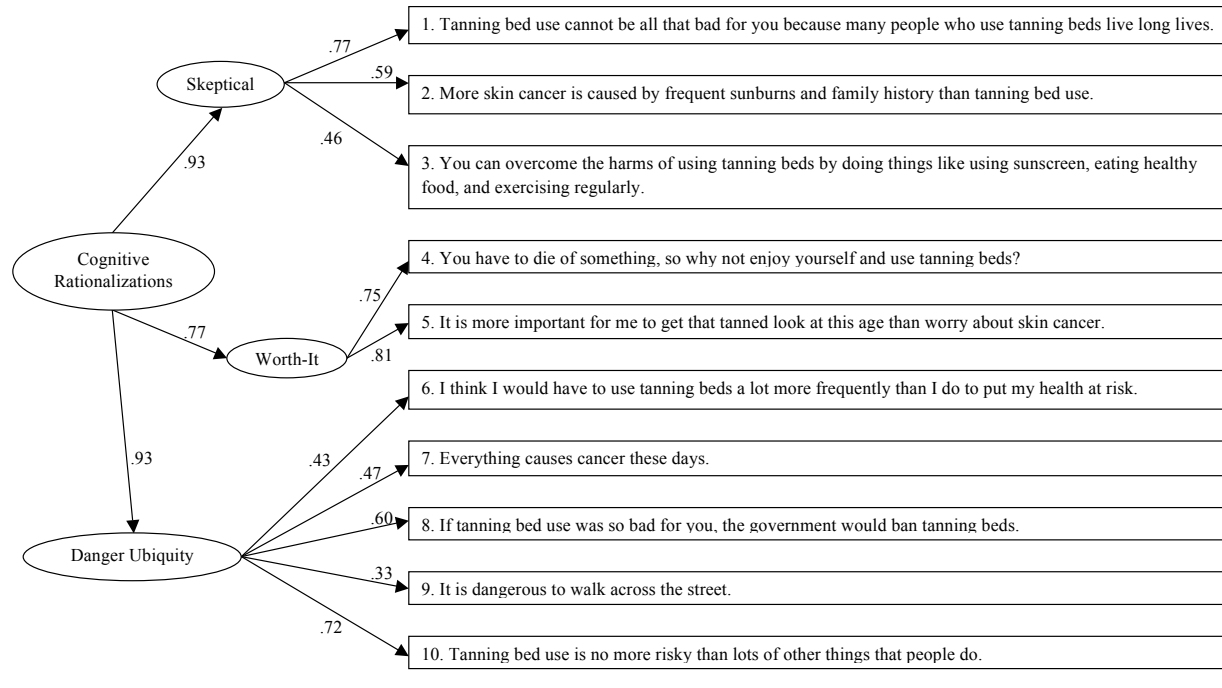 1. Tanning bed use cannot be all that bad for you because many people who use tanning beds live long lives.
.77
Skeptical
.59
2. More skin cancer is caused by frequent sunburns and family history than tanning bed use.
.46
3. You can overcome the harms of using tanning beds by doing things like using sunscreen, eating healthy
food, and exercising regularly.
.93
Cognitive
Rationalizations
4. You have to die of something, so why not enjoy yourself and use tanning beds?
.75
.77
5. It is more important for me to get that tanned look at this age than worry about skin cancer.
Worth-It
.81
6. I think I would have to use tanning beds a lot more frequently than I do to put my health at risk.
.93
.43
7. Everything causes cancer these days.
.47
.60
8. If tanning bed use was so bad for you, the government would ban tanning beds.
Danger Ubiquity
.33
9. It is dangerous to walk across the street.
.72
10. Tanning bed use is no more risky than lots of other things that people do.